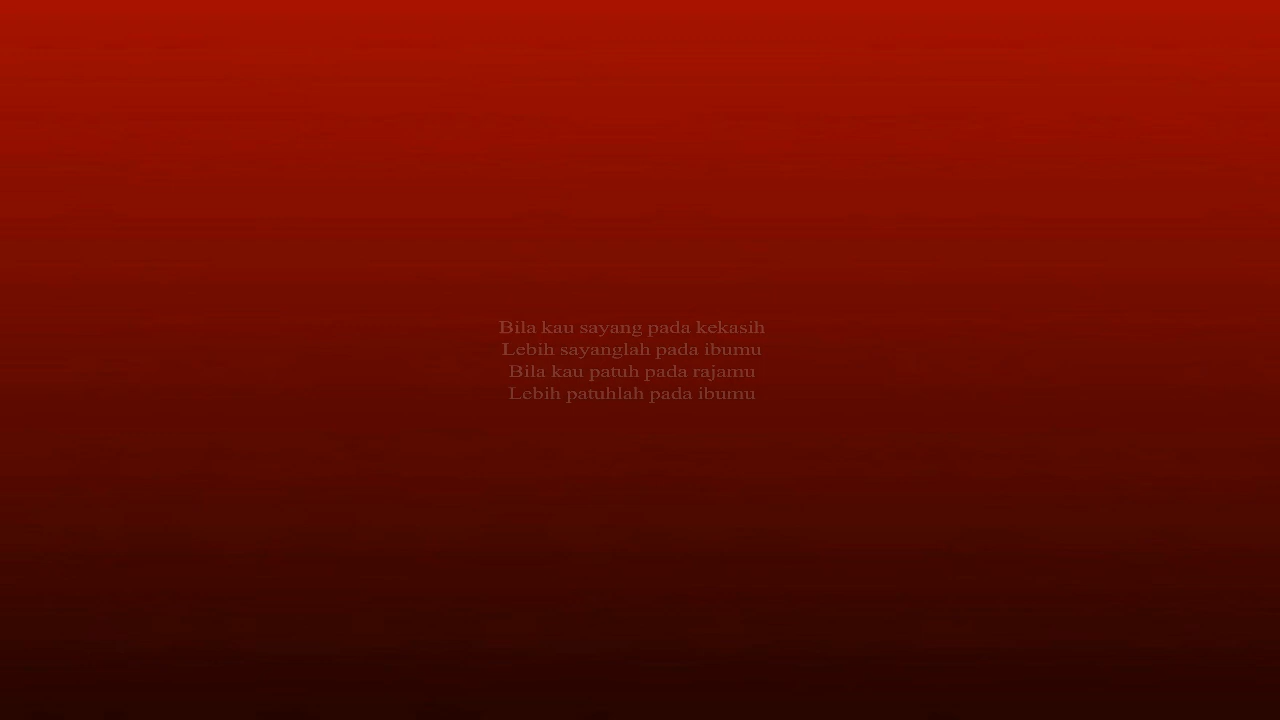 Bila kau sayang pada kekasih
Lebih sayanglah pada ibumu
Bila kau patuh pada rajamu
Lebih patuhlah pada ibumu